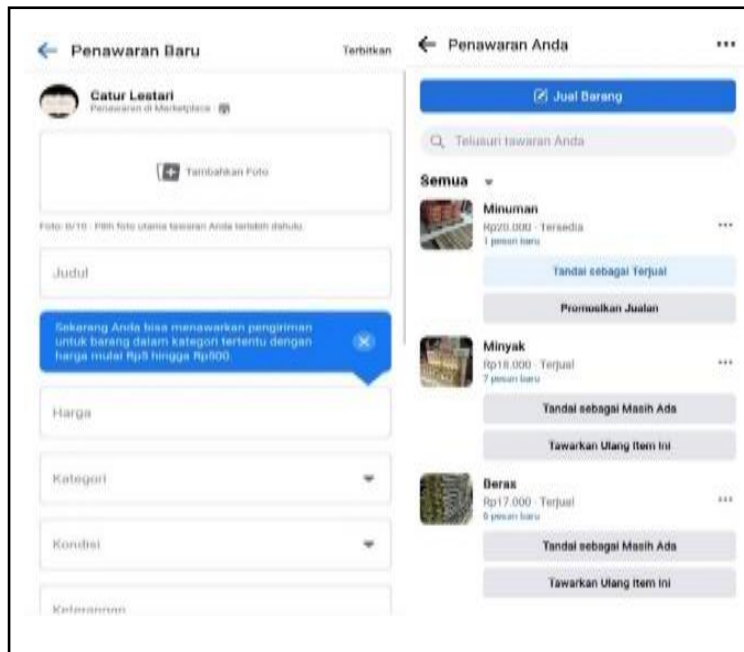 Penawaran Baru
Terbitkan
Catur Lestari
Penawaran di Marketplace
Tambahkan Foto
Foto: 0/10 · Pilih foto utama tawaran Anda terlebih dahulu.
Judul
Sekarang Anda bisa menawarkan pengiriman
untuk barang dalam kategori tertentu dengan
harga mulai Rp5 hingga Rp500.
Harga
Kategori
Kondisi
Keterangan
Penawaran Anda
Jual Barang
Telusuri tawaran Anda
Semua
Minuman
Rp20.000 · Tersedia
1 pesan baru
Tandai sebagai Terjual
Promosikan Jualan
Minyak
Rp18.000 · Terjual
7 pesan baru
Tandai sebagai Masih Ada
Tawarkan Ulang Item Ini
Beras
Rp17.000 · Terjual
6 pesan baru
Tandai sebagai Masih Ada
Tawarkan Ulang Item Ini